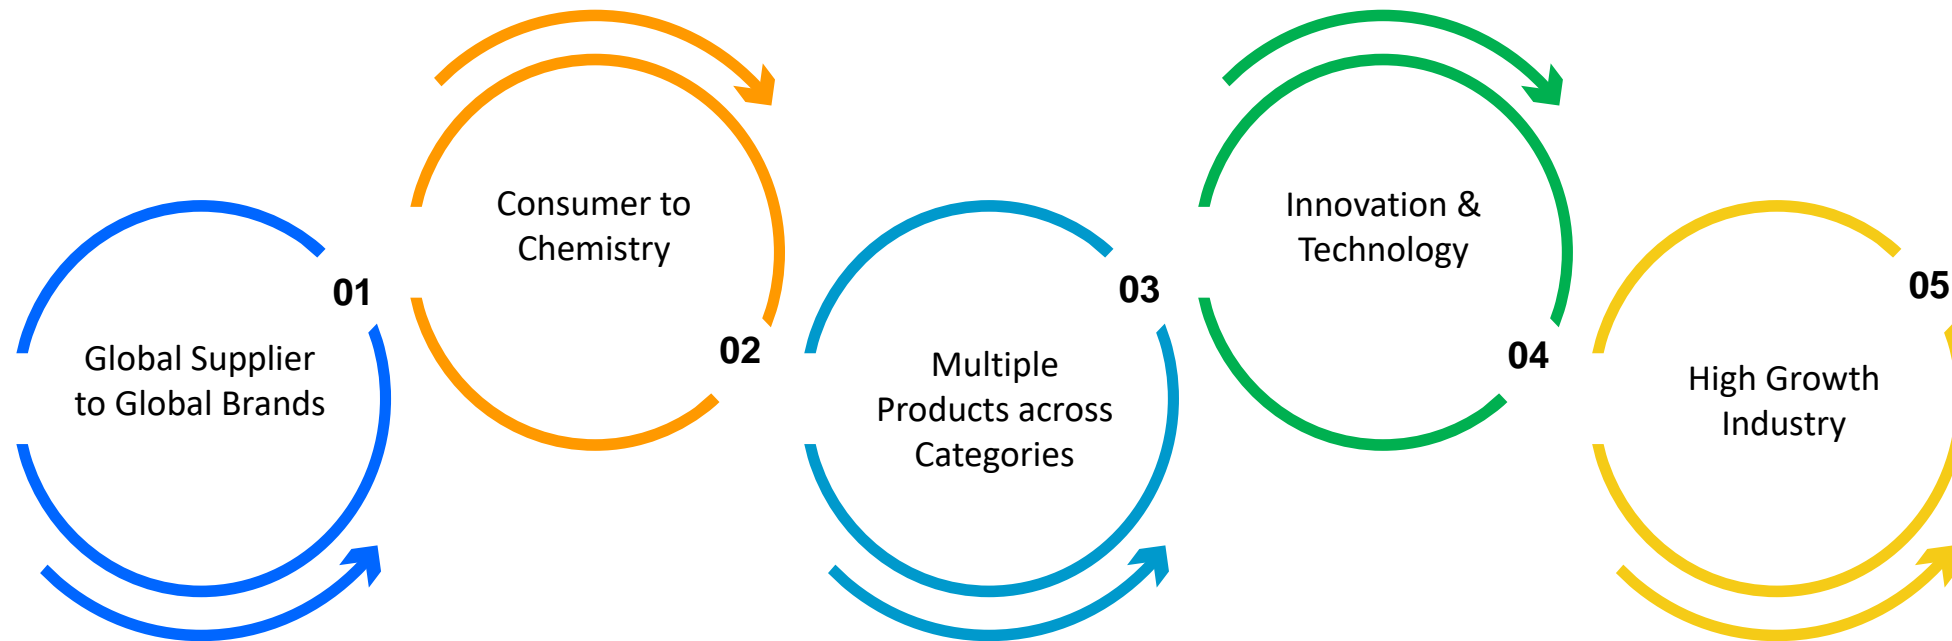 01
Global Supplier
to Global Brands
Consumer to
Chemistry
02
03
Multiple
Products across
Categories
Innovation &
Technology
04
05
High Growth
Industry